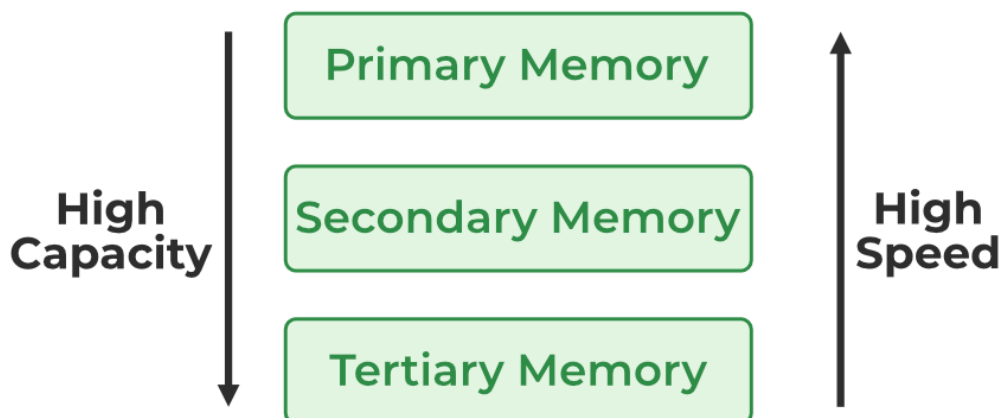 Primary Memory
High
Capacity
Secondary Memory
High
Speed
Tertiary Memory